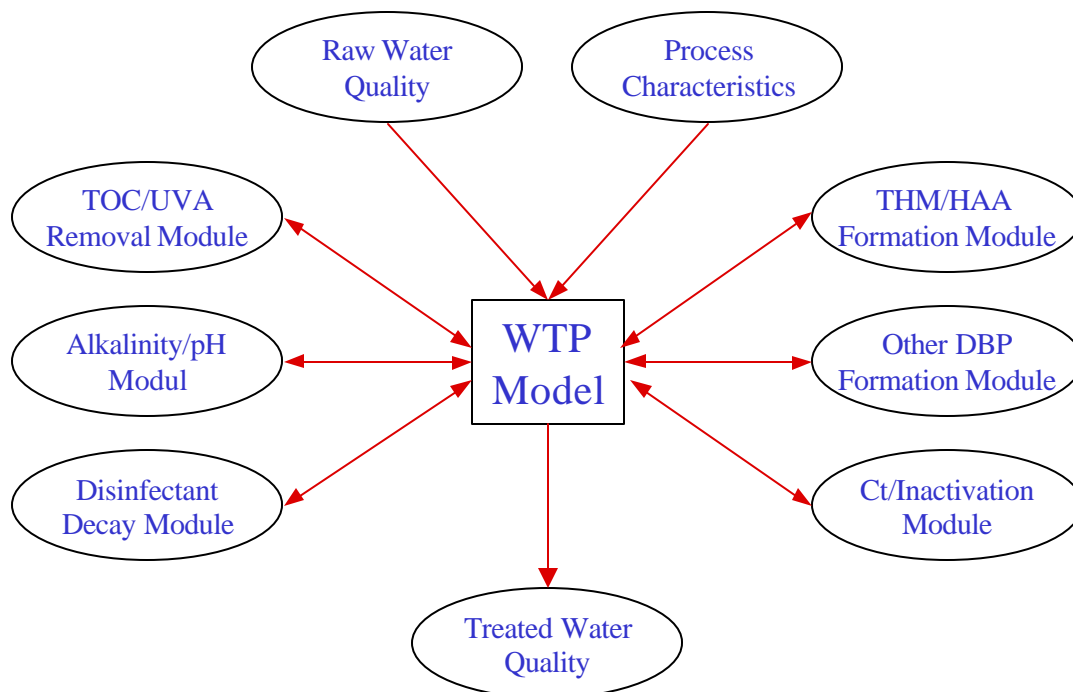 Raw Water
Quality
Process
Characteristics
TOC/UVA
Removal Module
THM/HAA
Formation Module
WTP
Model
Alkalinity/pH
Modul
Other DBP
Formation Module
Disinfectant
Decay Module
Ct/Inactivation
Module
Treated Water
Quality